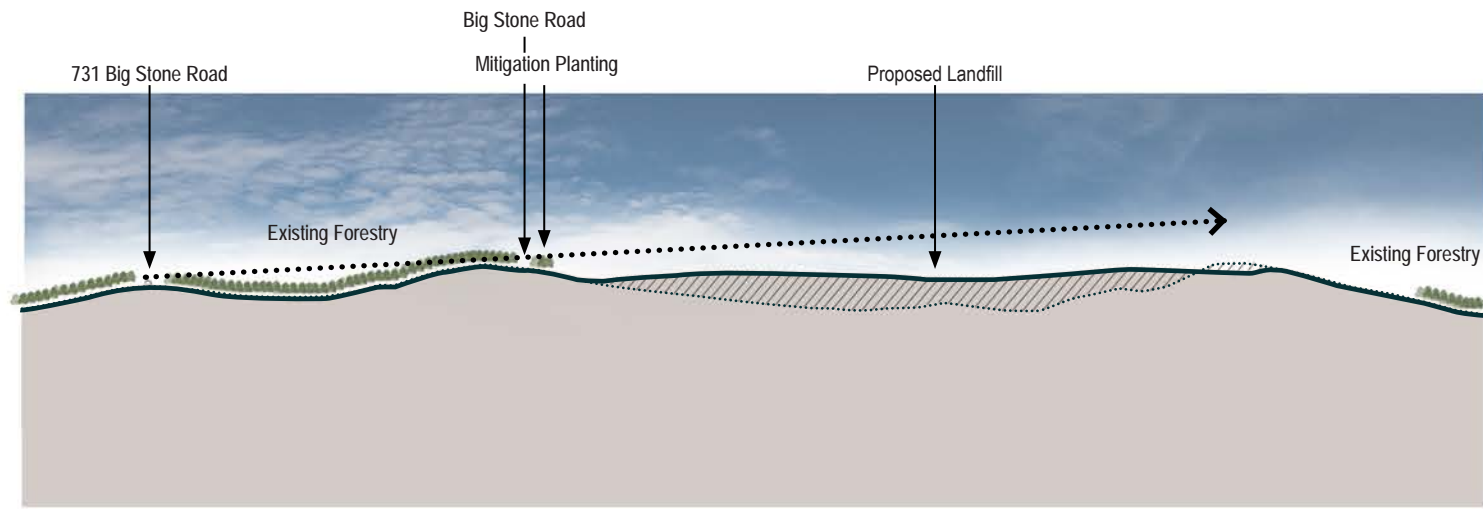 Big Stone Road
Mitigation Planting
731 Big Stone Road
Proposed Landfill
Existing Forestry
Existing Forestry